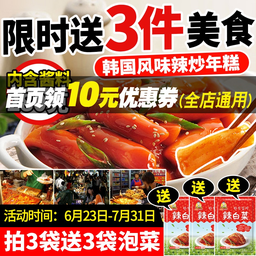 限时送3件美食
韩国风味辣炒年糕
内含酱料
首页领10元优惠券(全店通用)
送 送 送
辣白菜 辣白菜 辣白菜
活动时间：6月23日-7月31日
拍3袋送3袋泡菜